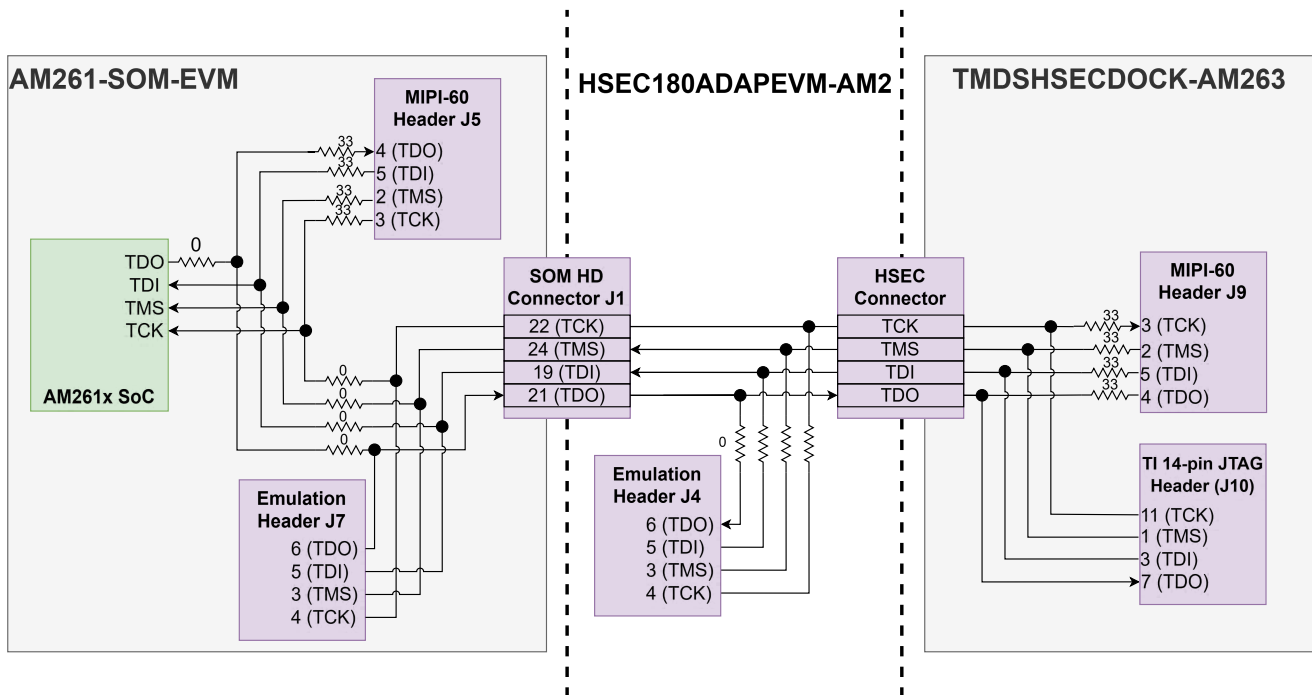 AM261-SOM-EVM
HSEC180ADAPEVM-AM2
TMDSHSECDOCK-AM263
MIPI-60
Header J5
33
4 (TDO)
33
5 (TDI)
33
2 (TMS)
33
3 (TCK)
0
TDO
TDI
TMS
TCK
AM261x SoC
0
0
0
0
SOM HD
Connector J1
22 (TCK)
24 (TMS)
19 (TDI)
21 (TDO)
Emulation
Header J7
6 (TDO)
5 (TDI)
3 (TMS)
4 (TCK)
0
Emulation
Header J4
6 (TDO)
5 (TDI)
3 (TMS)
4 (TCK)
HSEC
Connector
TCK
TMS
TDI
TDO
MIPI-60
Header J9
33
3 (TCK)
33
2 (TMS)
33
5 (TDI)
33
4 (TDO)
TI 14-pin JTAG
Header (J10)
11 (TCK)
1 (TMS)
3 (TDI)
7 (TDO)